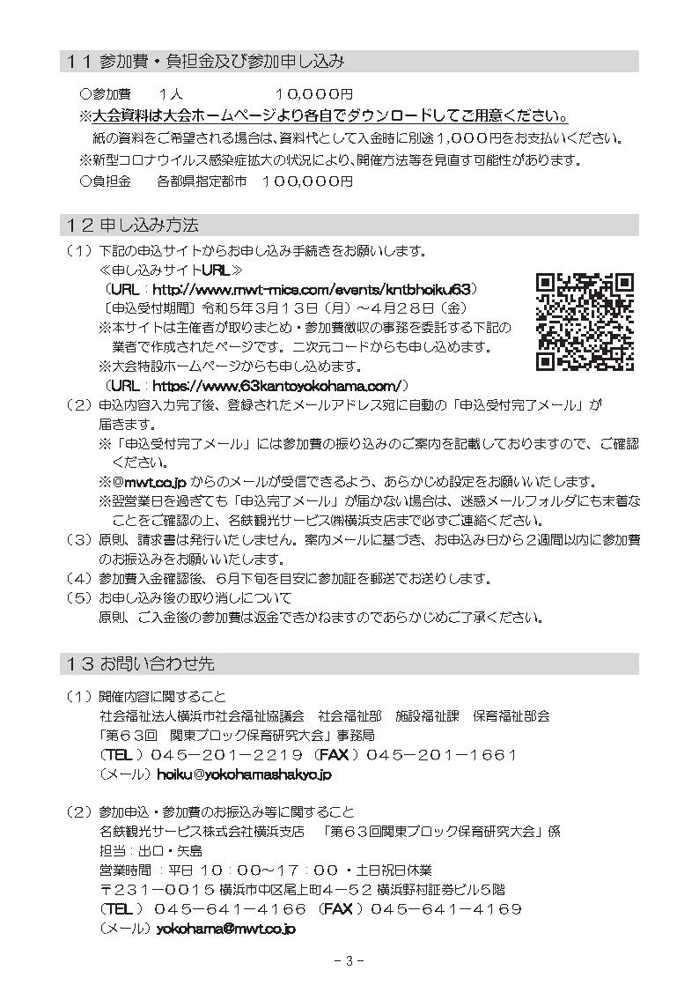 １１ 参加費・負担金及び参加申し込み
○参加費　　１人　　　　　　　１０,０００円
※大会資料は大会ホームページより各自でダウンロードしてご用意ください。
紙の資料をご希望される場合は、資料代として入金時に別途１,０００円をお支払いください。
※新型コロナウイルス感染症拡大の状況により、開催方法等を見直す可能性があります。
○負担金　　各都県指定都市　１００,０００円
１２ 申し込み方法
（１）下記の申込サイトからお申し込み手続きをお願いします。
≪申し込みサイトURL≫
（URL：http://www.mwt-mice.com/events/kntbhoiku63）
〔申込受付期間〕令和５年３月１３日（月）～４月２８日（金）
※本サイトは主催者が取りまとめ・参加費徴収の事務を委託する下記の
業者で作成されたページです。二次元コードからも申し込めます。
※大会特設ホームページからも申し込めます。
（URL：https://www.63kantoyokohama.com/）
（２）申込内容入力完了後、登録されたメールアドレス宛に自動の「申込受付完了メール」が
届きます。
※「申込受付完了メール」には参加費の振り込みのご案内を記載しておりますので、ご確認
ください。
※@mwt.co.jp からのメールが受信できるよう、あらかじめ設定をお願いいたします。
※翌営業日を過ぎても「申込完了メール」が届かない場合は、迷惑メールフォルダにも未着な
ことをご確認の上、名鉄観光サービス㈱横浜支店まで必ずご連絡ください。
（３）原則、請求書は発行いたしません。案内メールに基づき、お申込み日から２週間以内に参加費
のお振込みをお願いいたします。
（４）参加費入金確認後、６月下旬を目安に参加証を郵送でお送りします。
（５）お申し込み後の取り消しについて
原則、ご入金後の参加費は返金できかねますのであらかじめご了承ください。
１３ お問い合わせ先
（１）開催内容に関すること
社会福祉法人横浜市社会福祉協議会　社会福祉部　施設福祉課　保育福祉部会
「第６３回　関東ブロック保育研究大会」事務局
（TEL）０４５－２０１－２２１９（FAX）０４５－２０１－１６６１
（メール）hoiku@yokohamashakyo.jp
（２）参加申込・参加費のお振込み等に関すること
名鉄観光サービス株式会社横浜支店　「第６３回関東ブロック保育研究大会」係
担当：出口・矢島
営業時間 ：平日 １０：００～１７：００ ・土日祝日休業
〒２３１－００１５ 横浜市中区尾上町４－５２ 横浜野村証券ビル５階
（TEL） ０４５－６４１－４１６６ （FAX）０４５－６４１－４１６９
（メール）yokohama@mwt.co.jp
- 3 -